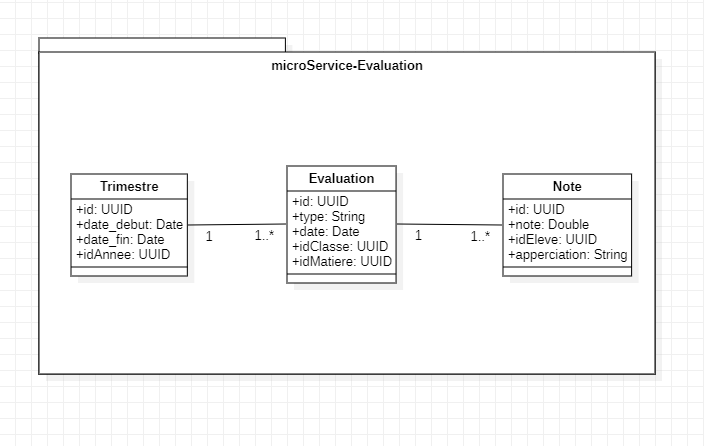 microService-Evaluation
Trimestre
+id: UUID
+date_debut: Date
+date_fin: Date
+idAnnee: UUID
1
1..*
Evaluation
+id: UUID
+type: String
+date: Date
+idClasse: UUID
+idMatiere: UUID
1
1..*
Note
+id: UUID
+note: Double
+idEleve: UUID
+apperciation: String